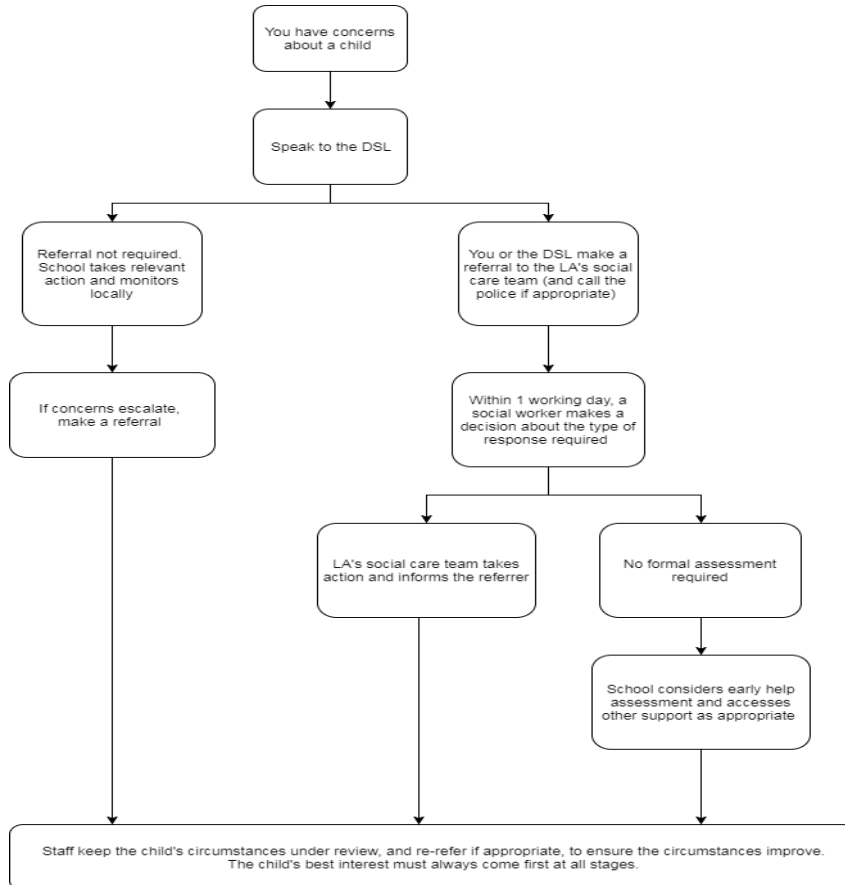 You have concerns
about a child
Speak to the DSL
Referral not required.
School takes relevant
action and monitors
locally
You or the DSL make a
referral to the LA's social
care team (and call the
police if appropriate)
If concerns escalate,
make a referral
Within 1 working day, a
social worker makes a
decision about the type of
response required
LA's social care team takes
action and informs the referrer
No formal assessment
required
School considers early help
assessment and accesses
other support as appropriate
Staff keep the child's circumstances under review, and re-refer if appropriate, to ensure the circumstances improve.
The child's best interest must always come first at all stages.